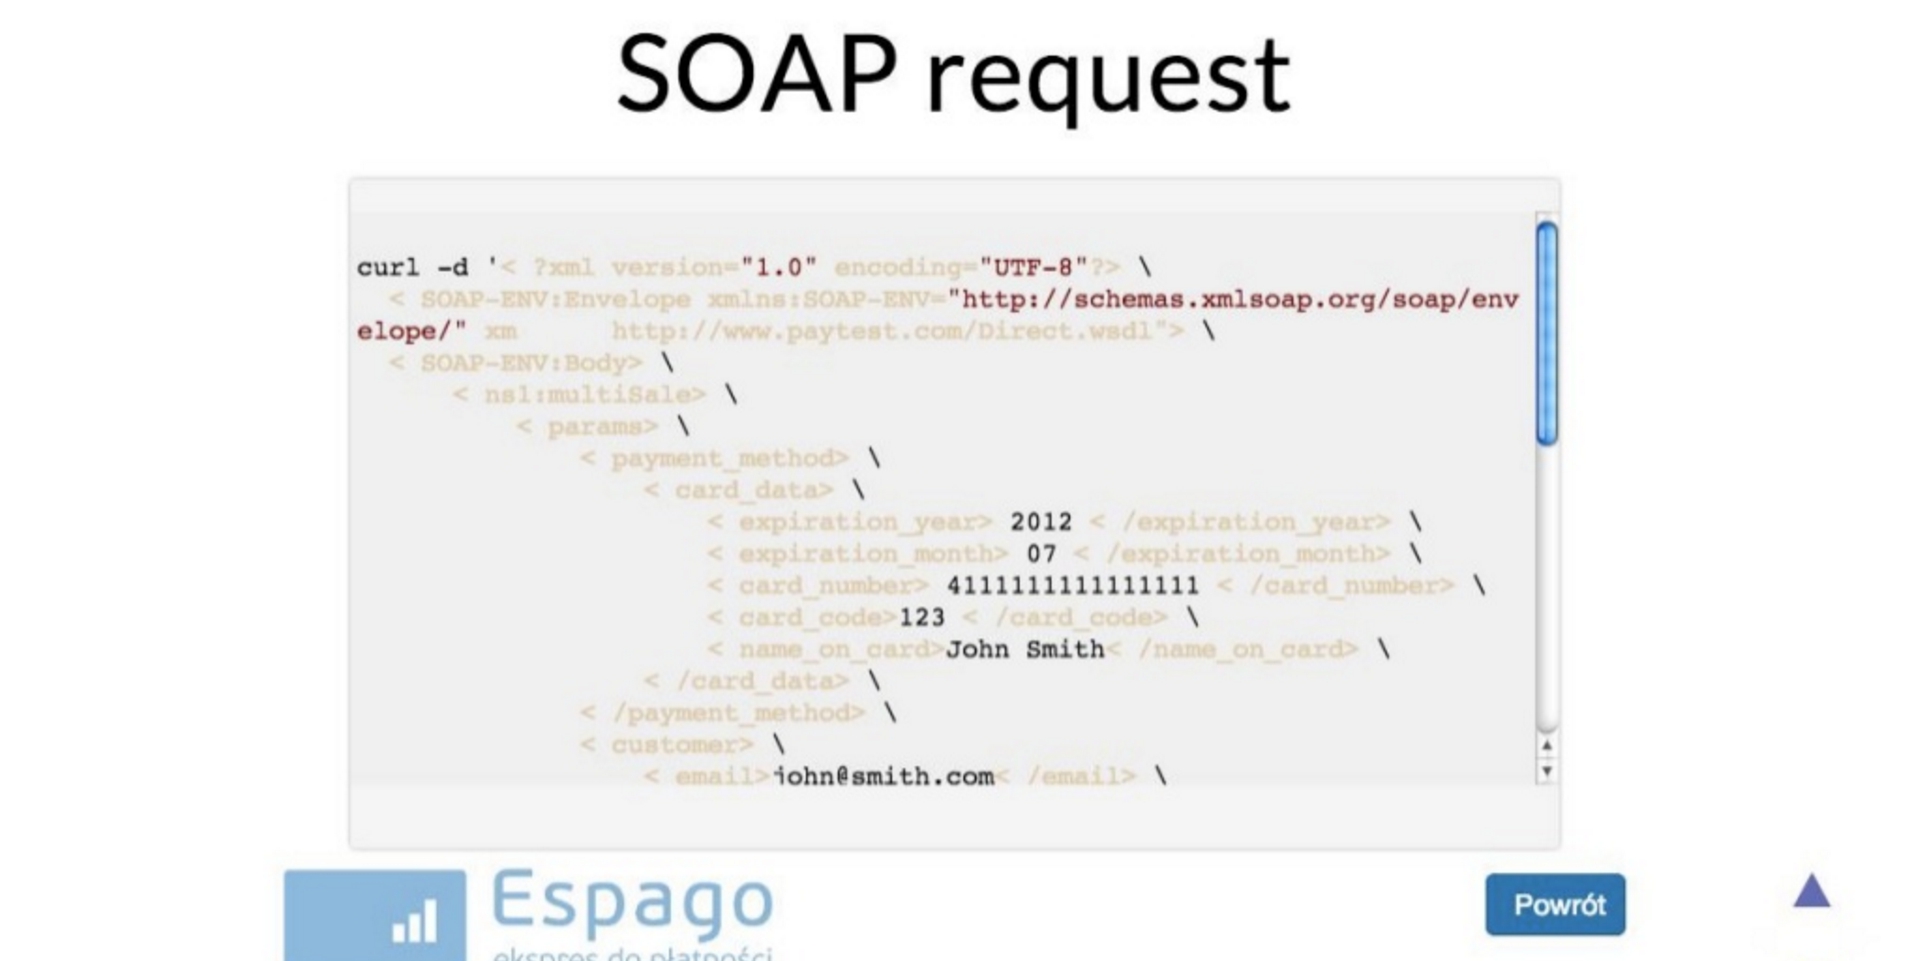 SOAP request
curl -d '< ?xml version="1.0" encoding="UTF-8"?> \
< SOAP-ENV:Envelope xmlns:SOAP-ENV="http://schemas.xmlsoap.org/soap/env
elope/" xm http://www.paytest.com/Direct.wsdl"> \
< SOAP-ENV:Body> \
< ns1:multiSale> \
< params> \
< payment_method> \
< card_data> \
< expiration_year> 2012 < /expiration_year> \
< expiration_month> 07 < /expiration_month> \
< card_number> 4111111111111111 < /card_number> \
< card_code>123 < /card_code> \
< name_on_card>John Smith< /name_on_card> \
< /card_data> \
< /payment_method> \
< customer> \
< email>john@smith.com< /email> \
Espago
ekspres do płatności
Powrót